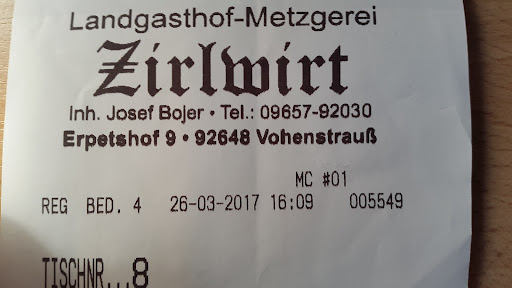 Landgasthof-Metzgerei
Zirlwirt
Inh. Josef Bojer • Tel.: 09657-92030
Erpetshof 9 • 92648 Vohenstrauß
MC #01
REG BED. 4 26-03-2017 16:09 005549
TISCHNR...8